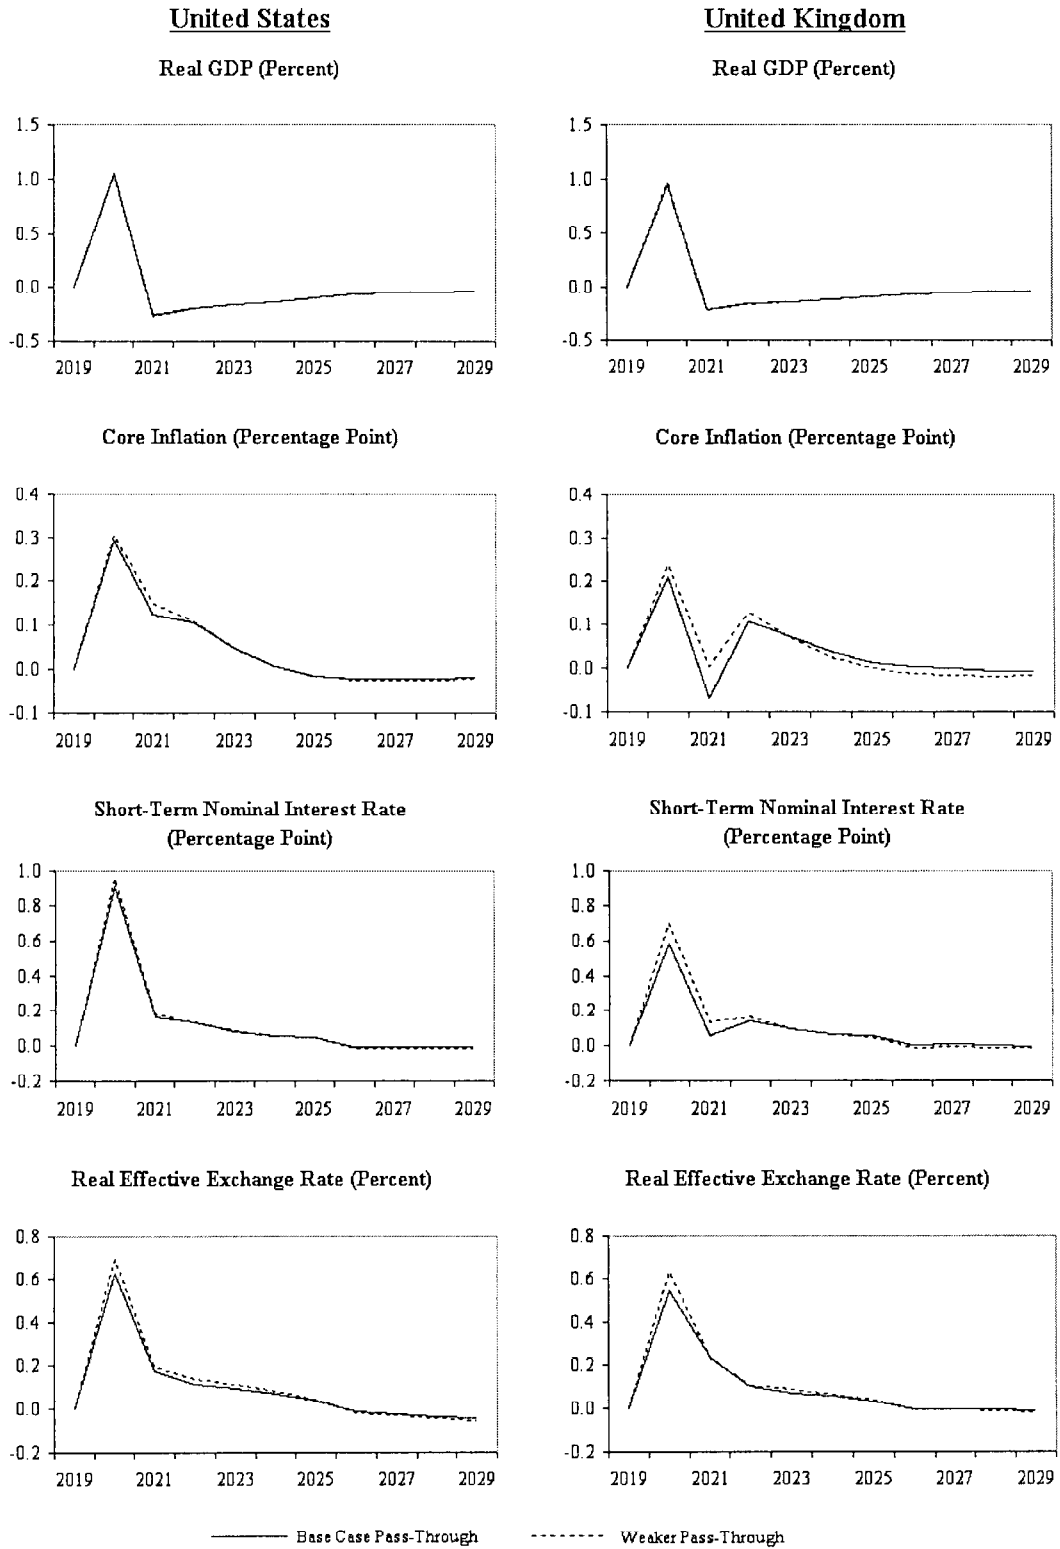 United States
Real GDP (Percent)
1.5
1.0
0.5
0.0
-0.5
2019 2021 2023 2025 2027 2029
Core Inflation (Percentage Point)
0.4
0.3
0.2
0.1
0.0
-0.1
2019 2021 2023 2025 2027 2029
Short-Term Nominal Interest Rate
(Percentage Point)
1.0
0.8
0.6
0.4
0.2
0.0
-0.2
2019 2021 2023 2025 2027 2029
Real Effective Exchange Rate (Percent)
0.8
0.6
0.4
0.2
0.0
-0.2
2019 2021 2023 2025 2027 2029
United Kingdom
Real GDP (Percent)
1.5
1.0
0.5
0.0
-0.5
2019 2021 2023 2025 2027 2029
Core Inflation (Percentage Point)
0.4
0.3
0.2
0.1
0.0
-0.1
2019 2021 2023 2025 2027 2029
Short-Term Nominal Interest Rate
(Percentage Point)
1.0
0.8
0.6
0.4
0.2
0.0
-0.2
2019 2021 2023 2025 2027 2029
Real Effective Exchange Rate (Percent)
0.8
0.6
0.4
0.2
0.0
-0.2
2019 2021 2023 2025 2027 2029
Base Case Pass-Through
Weaker Pass-Through